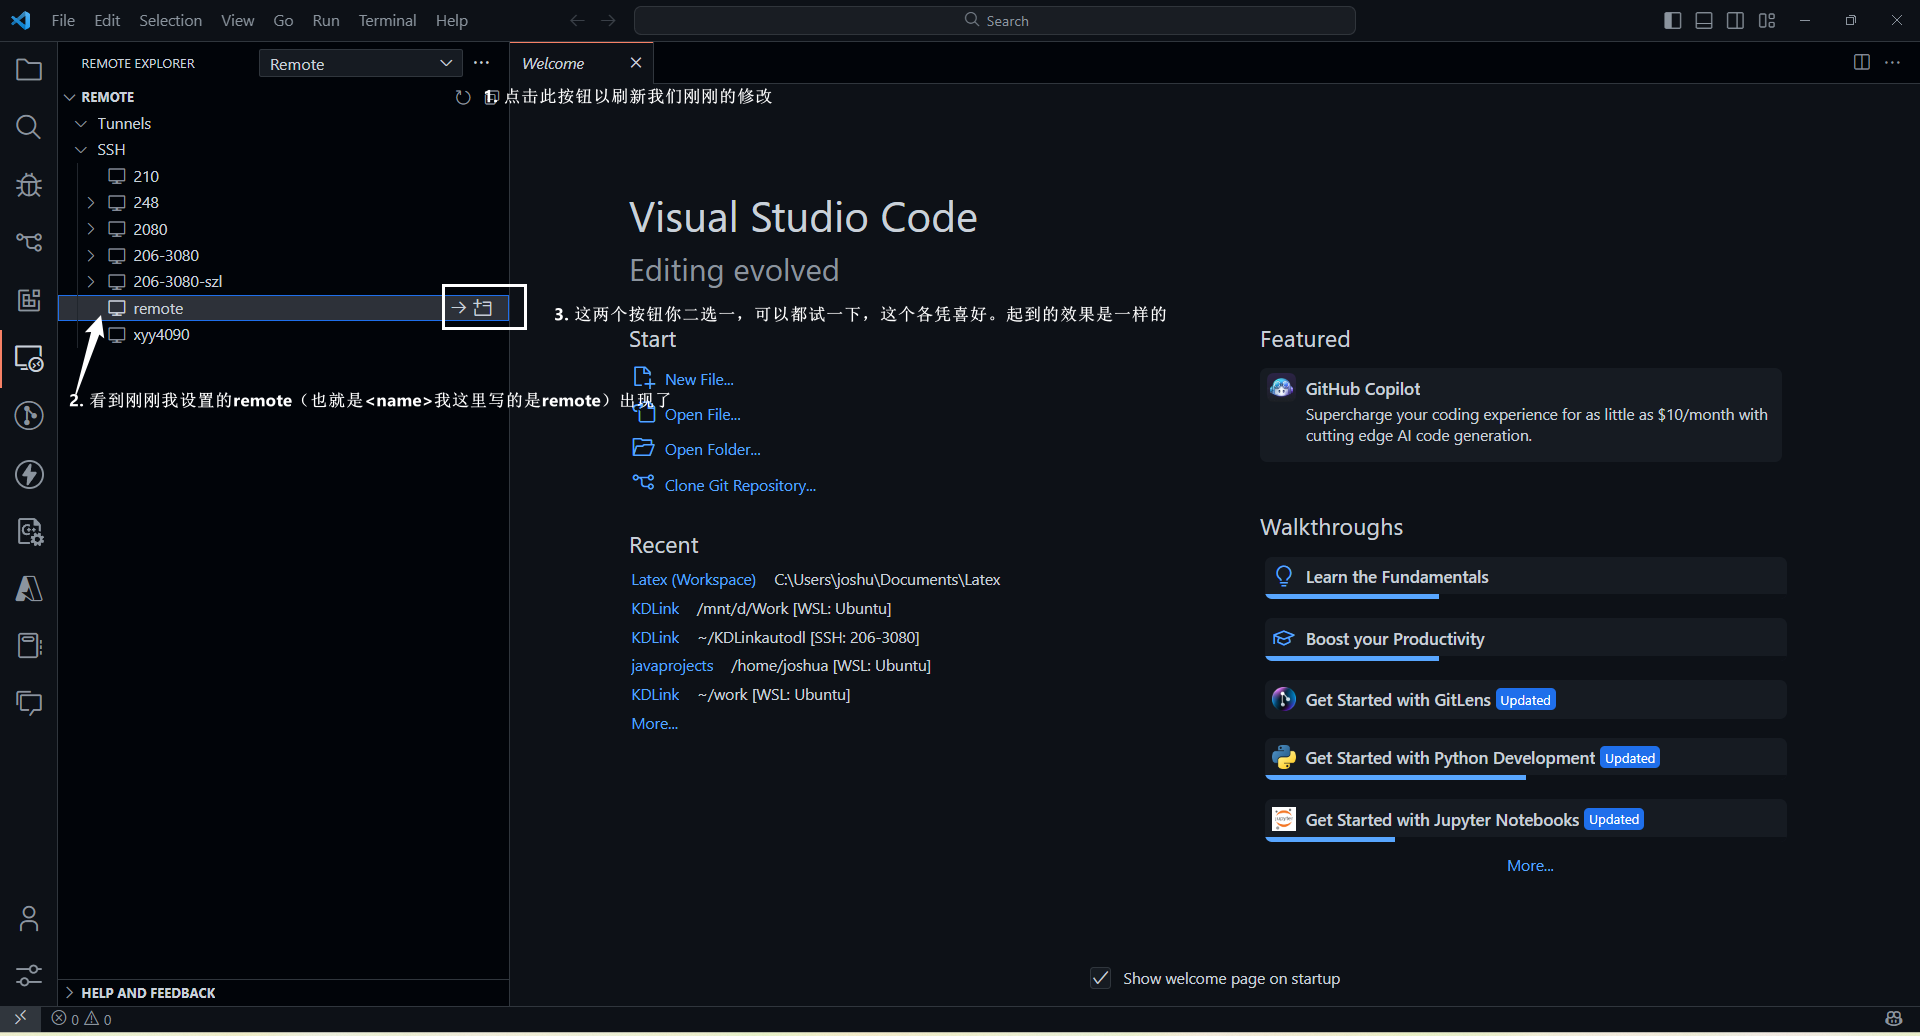 File Edit Selection View Go Run Terminal Help
Search
REMOTE EXPLORER
Remote
Welcome
REMOTE
1. 点击此按钮以刷新我们刚刚的修改
Tunnels
SSH
210
248
2080
206-3080
206-3080-szl
remote
xyy4090
2. 看到刚刚我设置的remote（也就是<name>我这里写的是remote）出现了
3. 这两个按钮你二选一，可以都试一下，这个各凭喜好。起到的效果是一样的
Visual Studio Code
Editing evolved
Start
New File...
Open File...
Open Folder...
Clone Git Repository...
Recent
Latex (Workspace) C:\Users\joshu\Documents\Latex
KDLink /mnt/d/Work [WSL: Ubuntu]
KDLink ~/KDLinkautodl [SSH: 206-3080]
javaprojects /home/joshua [WSL: Ubuntu]
KDLink ~/work [WSL: Ubuntu]
More...
Featured
GitHub Copilot
Supercharge your coding experience for as little as $10/month with
cutting edge AI code generation.
Walkthroughs
Learn the Fundamentals
Boost your Productivity
Get Started with GitLens Updated
Get Started with Python Development Updated
Get Started with Jupyter Notebooks Updated
More...
Show welcome page on startup
HELP AND FEEDBACK
0 0